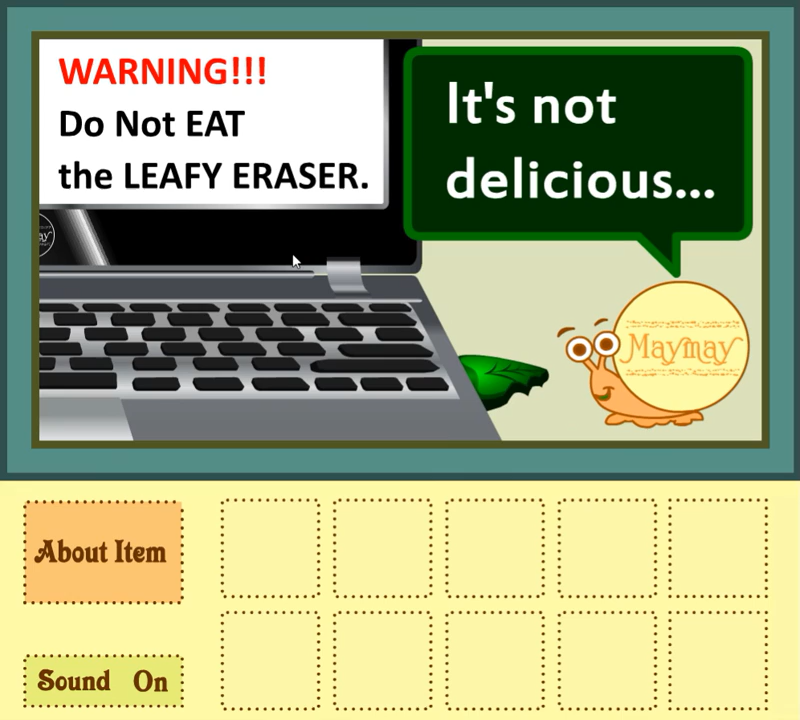 WARNING!!!
Do Not EAT
the LEAFY ERASER.
It's not
delicious...
Maymay
About Item
Sound On